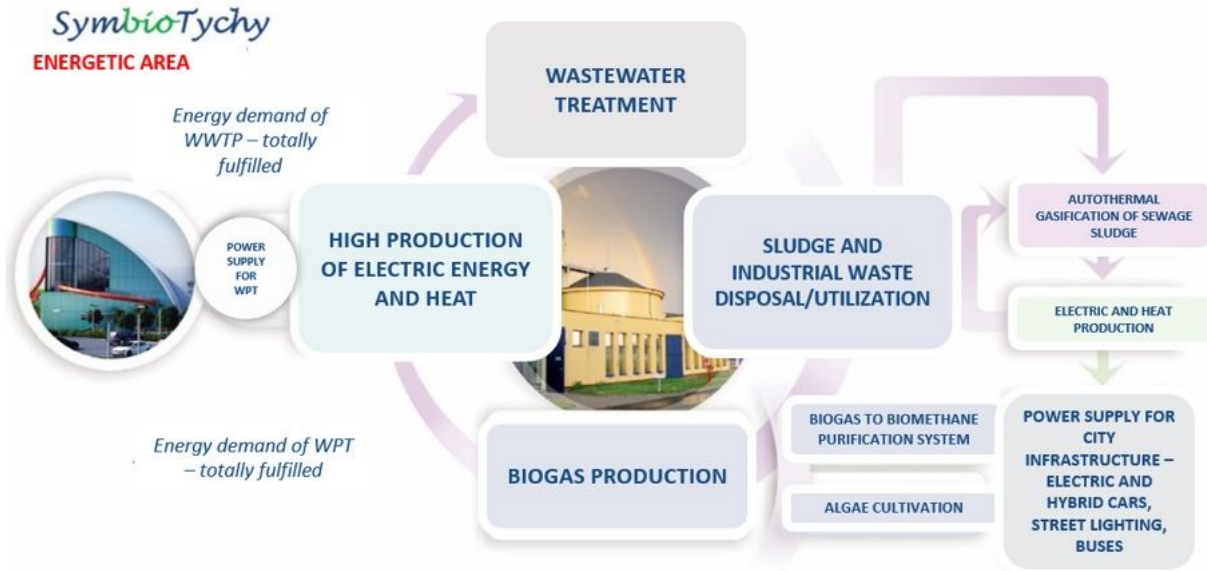 SymbioTychy
ENERGETIC AREA
Energy demand of
WWTP – totally
fulfilled
POWER
SUPPLY
FOR
WPT
HIGH PRODUCTION
OF ELECTRIC ENERGY
AND HEAT
Energy demand of WPT
– totally fulfilled
WASTEWATER
TREATMENT
SLUDGE AND
INDUSTRIAL WASTE
DISPOSAL/UTILIZATION
BIOGAS PRODUCTION
AUTOTHERMAL
GASIFICATION OF SEWAGE
SLUDGE
ELECTRIC AND HEAT
PRODUCTION
BIOGAS TO BIOMETHANE
PURIFICATION SYSTEM
ALGAE CULTIVATION
POWER SUPPLY FOR
CITY
INFRASTRUCTURE –
ELECTRIC AND
HYBRID CARS,
STREET LIGHTING,
BUSES